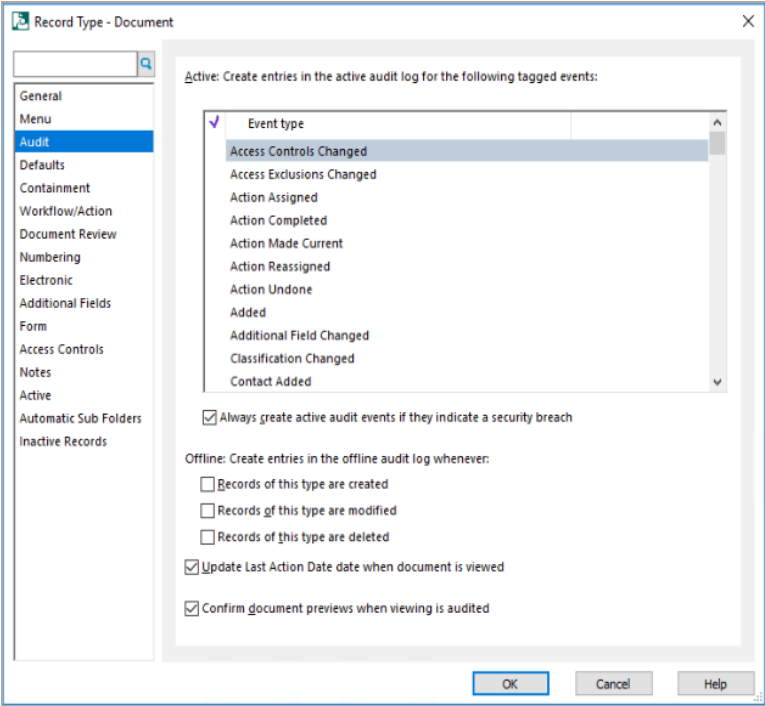 Record Type - Document
General
Menu
Audit
Defaults
Containment
Workflow/Action
Document Review
Numbering
Electronic
Additional Fields
Form
Access Controls
Notes
Active
Automatic Sub Folders
Inactive Records
Active: Create entries in the active audit log for the following tagged events:
Event type
Access Controls Changed
Access Exclusions Changed
Action Assigned
Action Completed
Action Made Current
Action Reassigned
Action Undone
Added
Additional Field Changed
Classification Changed
Contact Added
Always create active audit events if they indicate a security breach
Offline: Create entries in the offline audit log whenever:
Records of this type are created
Records of this type are modified
Records of this type are deleted
Update Last Action Date date when document is viewed
Confirm document previews when viewing is audited
OK
Cancel
Help